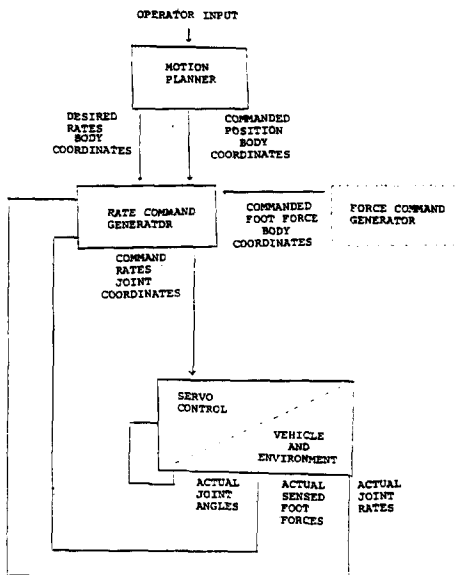 OPERATOR INPUT
MOTION
PLANNER
DESIRED
RATES
BODY
COORDINATES
COMMANDED
POSITION
BODY
COORDINATES
RATE COMMAND
GENERATOR
COMMANDED
FOOT FORCE
BODY
COORDINATES
FORCE COMMAND
GENERATOR
COMMAND
RATES
JOINT
COORDINATES
SERVO
CONTROL
VEHICLE
AND
ENVIRONMENT
ACTUAL
JOINT
ANGLES
ACTUAL
SENSED
FOOT
FORCES
ACTUAL
JOINT
RATES